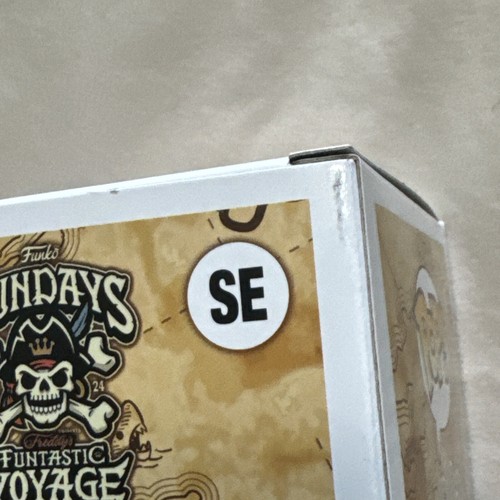 Funko
UNDAYS
SE
24
Freddy's
FUNTASTIC
VOYAGE